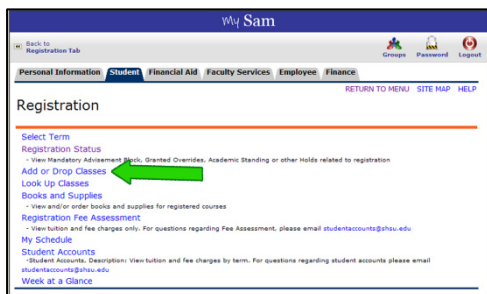 My Sam
Back to
Registration Tab
Groups Password Logout
Personal Information Student Financial Aid Faculty Services Employee Finance
RETURN TO MENU SITE MAP HELP
Registration
Select Term
Registration Status
- View Mandatory Advisement Block, Granted Overrides, Academic Standing or other Holds related to registration
Add or Drop Classes
Look Up Classes
Books and Supplies
- View and/or order books and supplies for registered courses
Registration Fee Assessment
- View tuition and fee charges only. For questions regarding Fee Assessment, please email studentaccounts@shsu.edu
My Schedule
Student Accounts
-Student Accounts, Description: View tuition and fee charges by term. For questions regarding student accounts please email
studentaccounts@shsu.edu
Week at a Glance